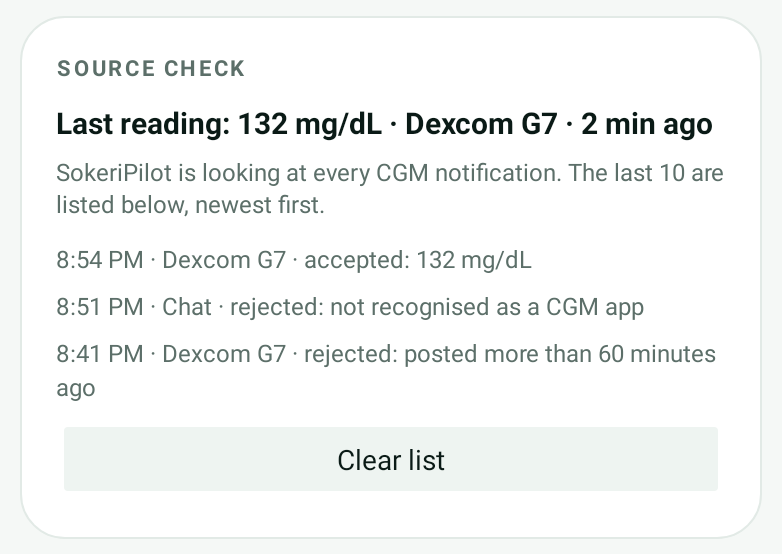 SOURCE CHECK
Last reading: 132 mg/dL · Dexcom G7 · 2 min ago
SokeriPilot is looking at every CGM notification. The last 10 are
listed below, newest first.
8:54 PM · Dexcom G7 · accepted: 132 mg/dL
8:51 PM · Chat · rejected: not recognised as a CGM app
8:41 PM · Dexcom G7 · rejected: posted more than 60 minutes
ago
Clear list